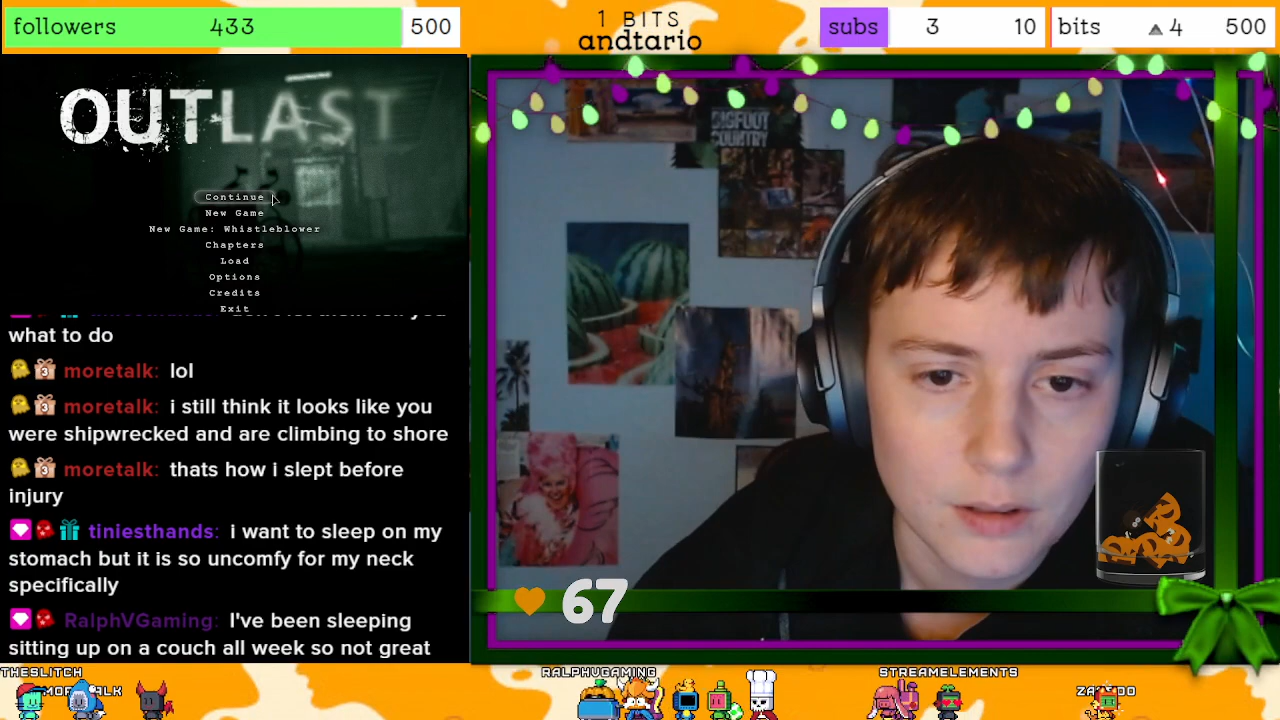 followers 433 500
1 BITS
andtario
subs 3 10
bits 4 500
OUTLAST
BIGFOOT
COUNTRY
Continue
New Game
New Game: Whistleblower
Chapters
Load
Options
Credits
Exit
what to do
moretalk: lol
moretalk: i still think it looks like you
were shipwrecked and are climbing to shore
moretalk: thats how i slept before
injury
tiniesthands: i want to sleep on my
stomach but it is so uncomfy for my neck
specifically
RalphVGaming: I've been sleeping
sitting up on a couch all week so not great
67
THESLITCH
RALPHVGAMING
STREAMELEMENTS